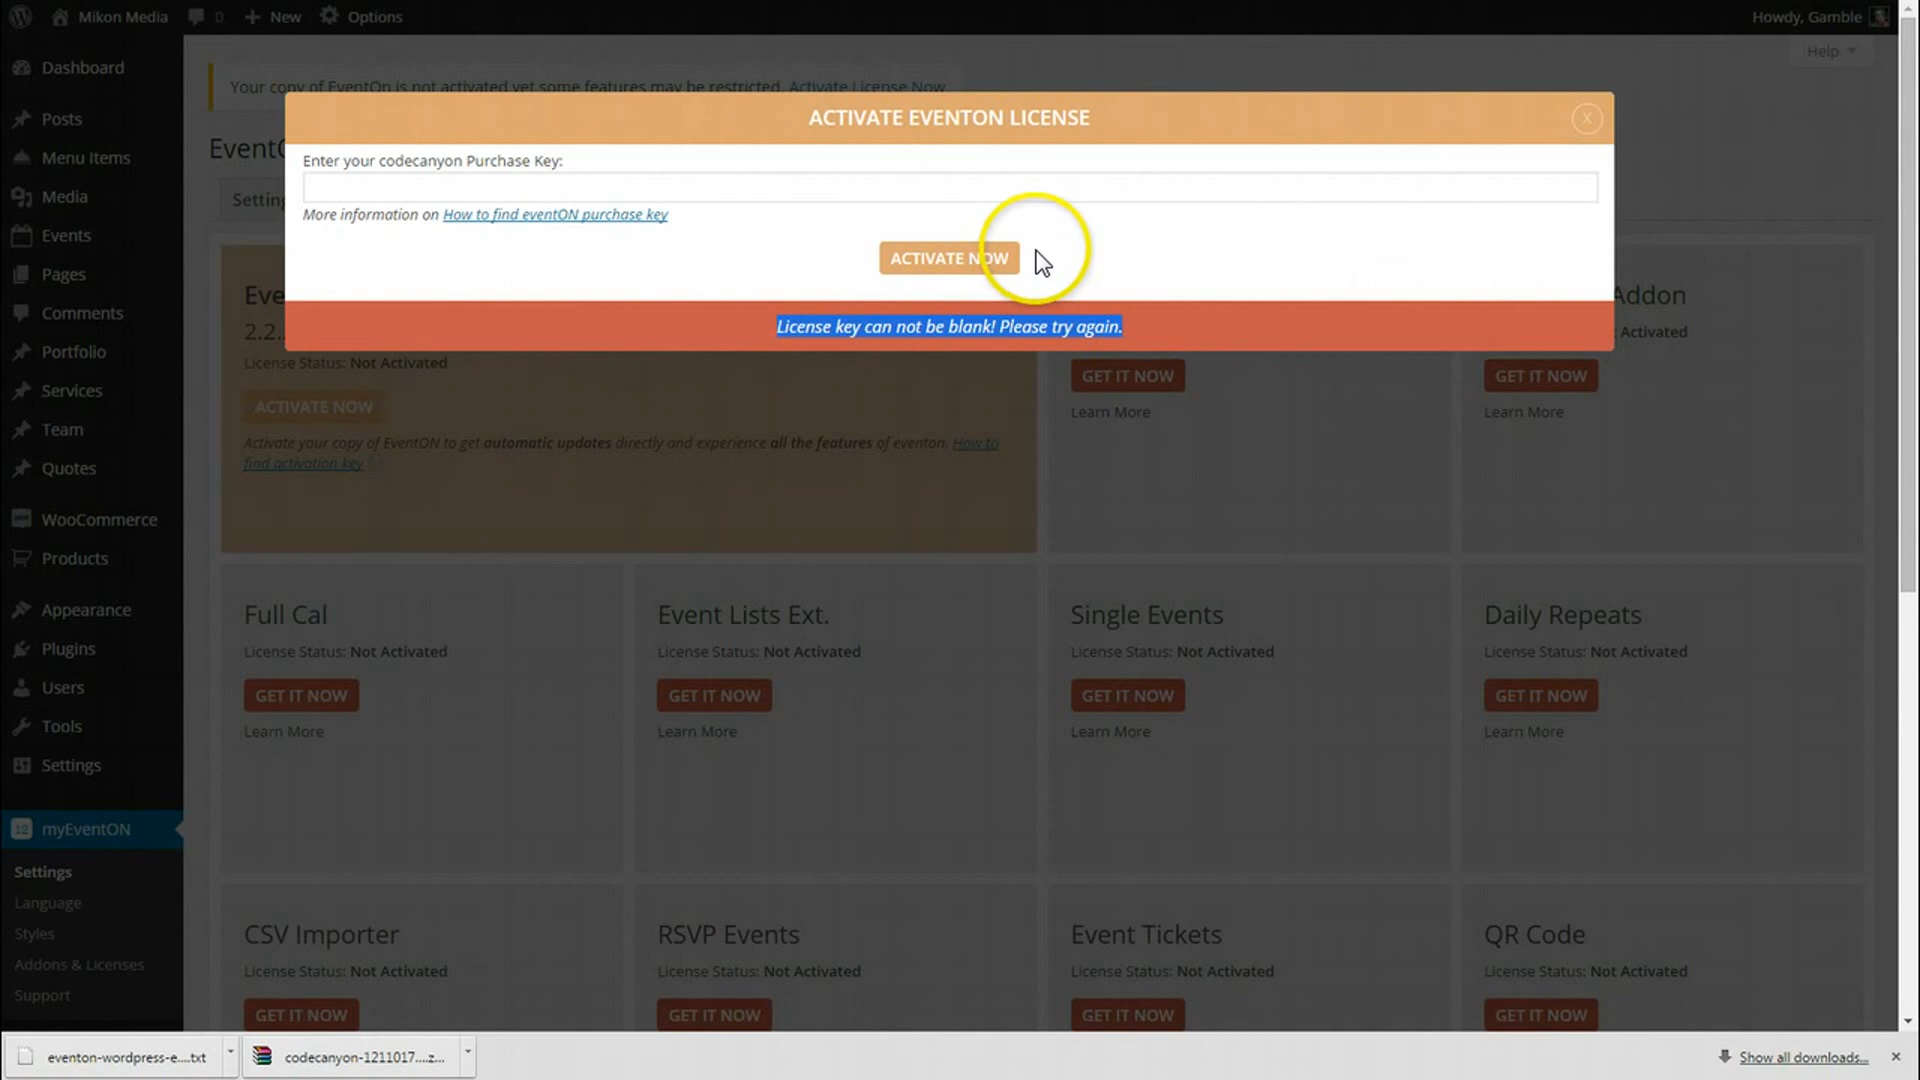 Mikon Media 0 New Options Howdy, Gamble
Help
Dashboard
Posts
Menu Items
Media
Events
Pages
Comments
Portfolio
Services
Team
Quotes
WooCommerce
Products
Appearance
Plugins
Users
Tools
Settings
12 myEventON
Settings
Language
Styles
Addons & Licenses
Support
Your copy of EventOn is not activated yet some features may be restricted. Activate License Now
ACTIVATE EVENTON LICENSE X
Enter your codecanyon Purchase Key:
More information on How to find eventON purchase key
ACTIVATE NOW
License key can not be blank! Please try again.
2.2.
License Status: Not Activated
ACTIVATE NOW
Activate your copy of EventON to get automatic updates directly and experience all the features of eventon. How to
find activation key
GET IT NOW
Learn More
Addon
Activated
GET IT NOW
Learn More
Full Cal
License Status: Not Activated
GET IT NOW
Learn More
Event Lists Ext.
License Status: Not Activated
GET IT NOW
Learn More
Single Events
License Status: Not Activated
GET IT NOW
Learn More
Daily Repeats
License Status: Not Activated
GET IT NOW
Learn More
CSV Importer
License Status: Not Activated
GET IT NOW
RSVP Events
License Status: Not Activated
GET IT NOW
Event Tickets
License Status: Not Activated
GET IT NOW
QR Code
License Status: Not Activated
GET IT NOW
eventon-wordpress-e....txt codecanyon-1211017....z... Show all downloads...